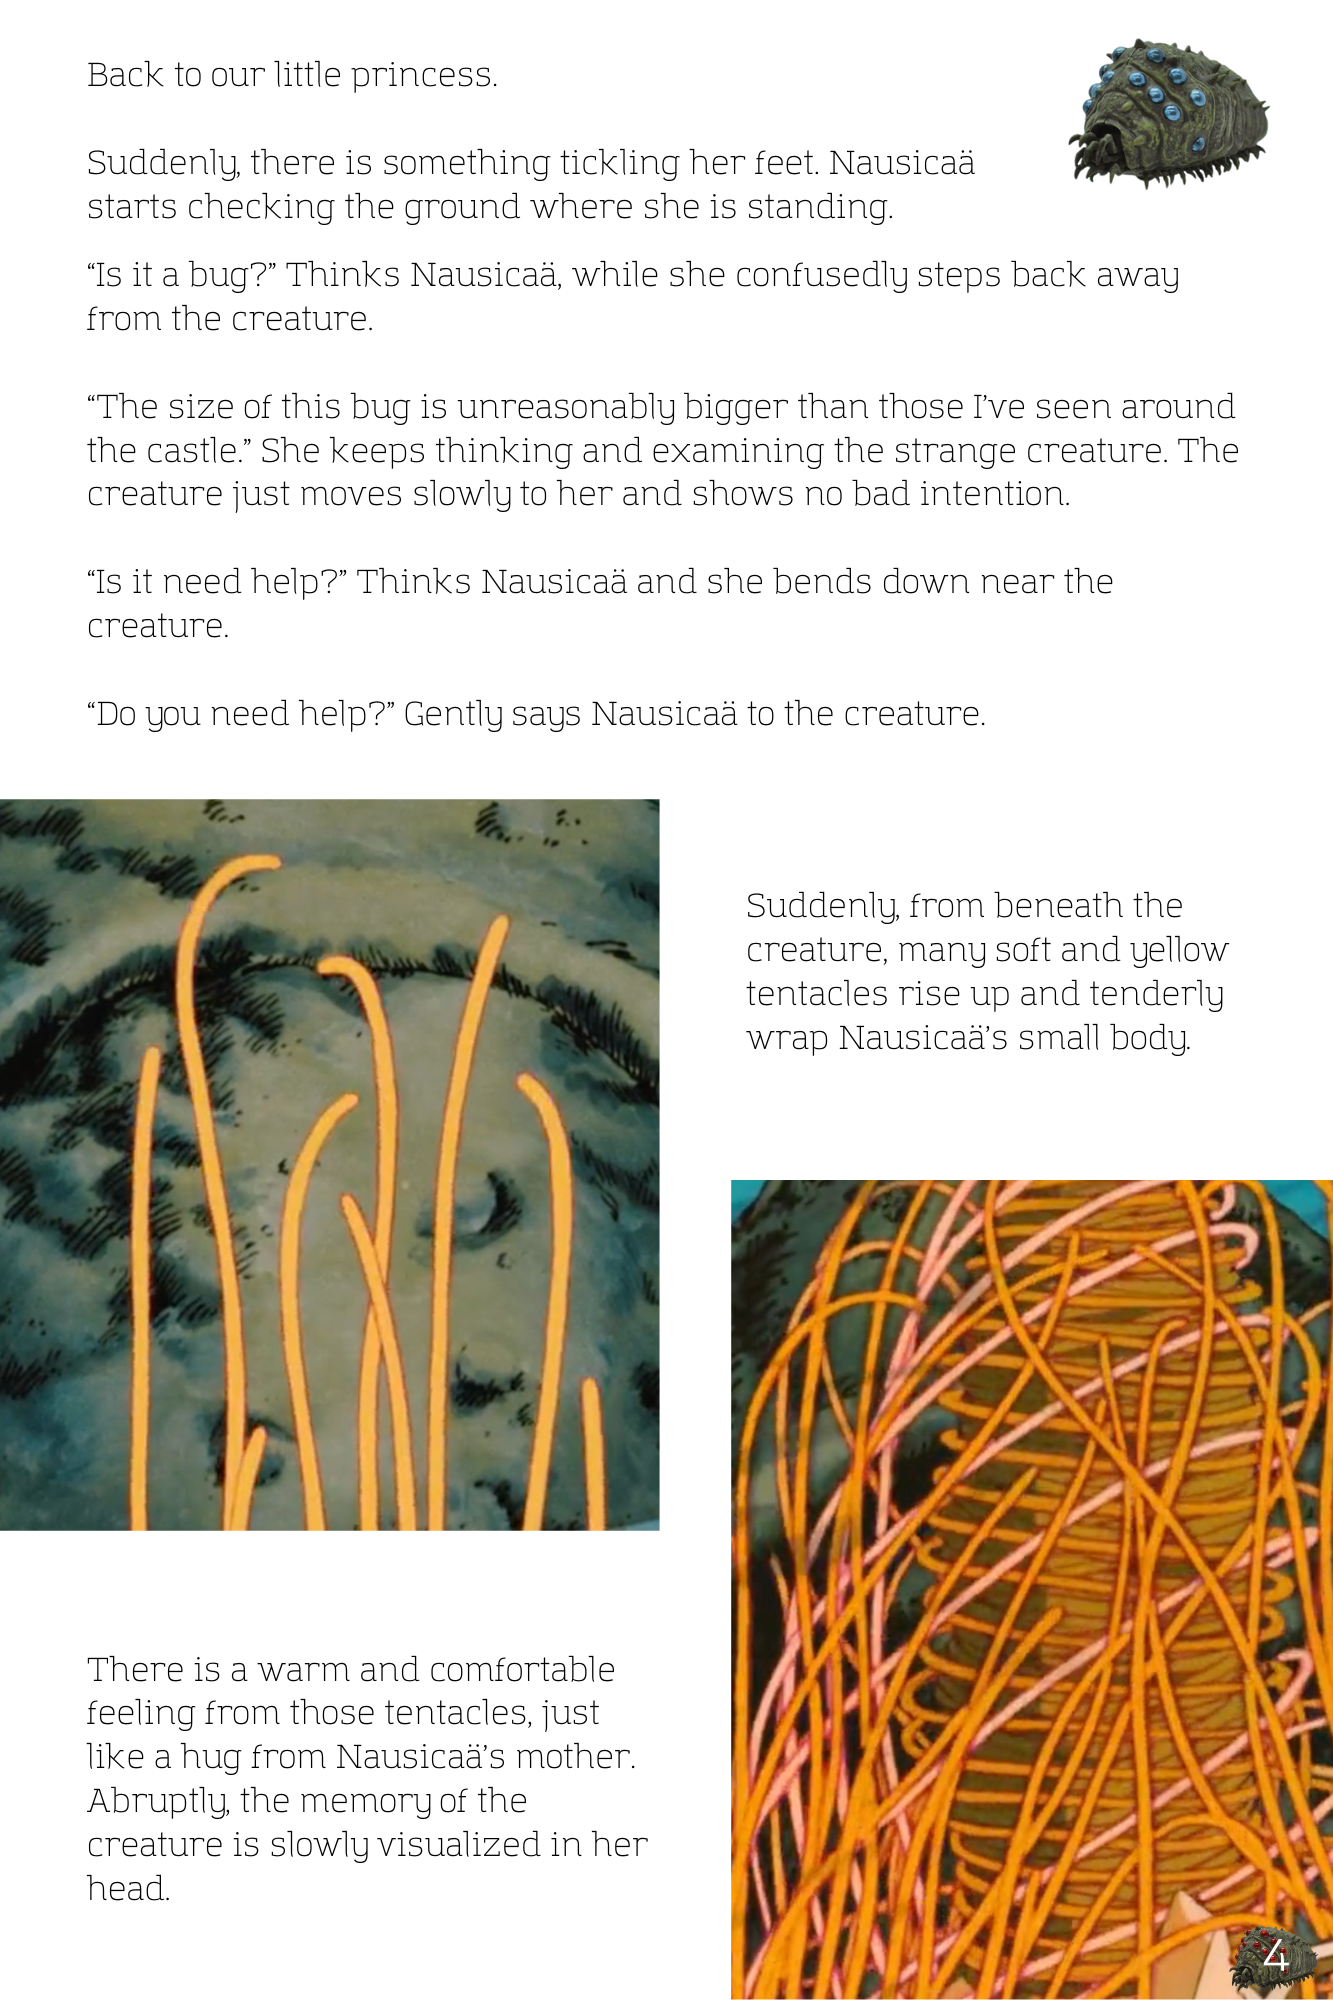 Back to our little princess.
Suddenly, there is something tickling her feet. Nausicaä
starts checking the ground where she is standing.
“Is it a bug?” Thinks Nausicaä, while she confusedly steps back away
from the creature.
“The size of this bug is unreasonably bigger than those I’ve seen around
the castle.” She keeps thinking and examining the strange creature. The
creature just moves slowly to her and shows no bad intention.
“Is it need help?” Thinks Nausicaä and she bends down near the
creature.
“Do you need help?” Gently says Nausicaä to the creature.
Suddenly, from beneath the
creature, many soft and yellow
tentacles rise up and tenderly
wrap Nausicaä’s small body.
There is a warm and comfortable
feeling from those tentacles, just
like a hug from Nausicaä’s mother.
Abruptly, the memory of the
creature is slowly visualized in her
head.
4